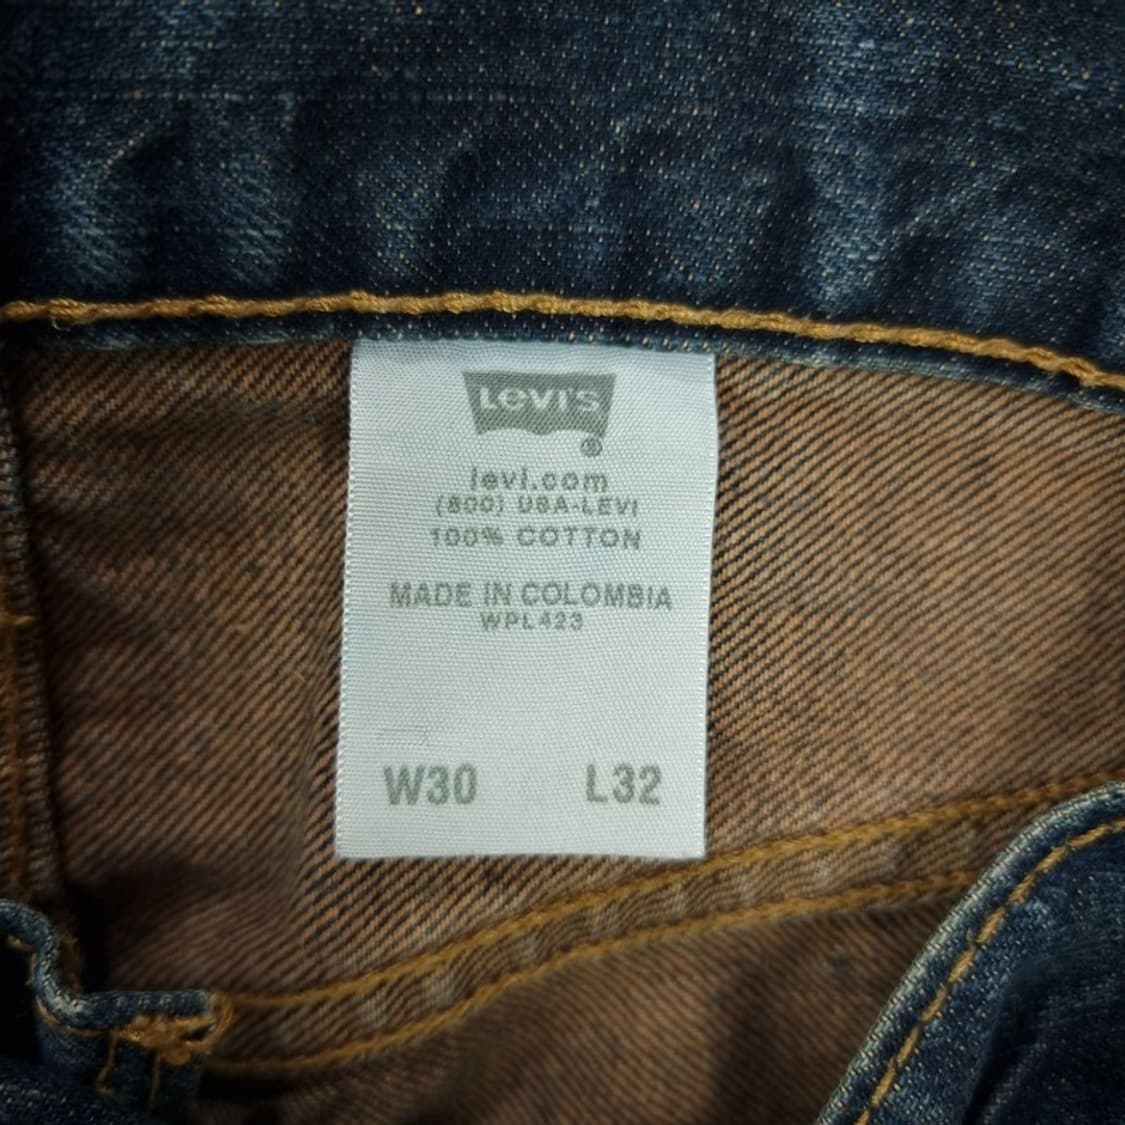 LEVI'S
®
levi.com
(800) USA-LEVI
100% COTTON
MADE IN COLOMBIA
WPL423
W30 L32